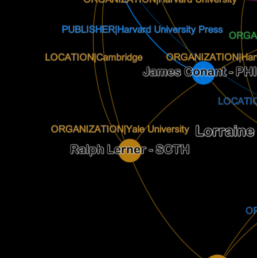 ORGANIZATION|Harvard University
PUBLISHER|Harvard University Press
ORGA
LOCATION|Cambridge
ORGANIZATION|Har
James Conant - PHI
LOCATIO
ORGANIZATION|Yale University
Lorraine
Ralph Lerner - SCTH
OR